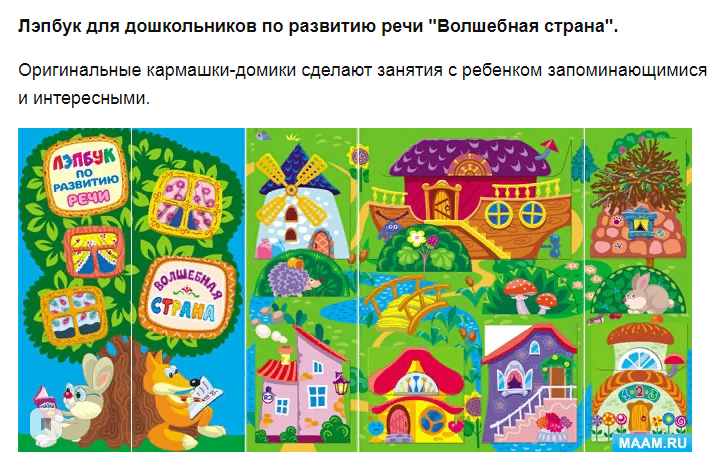 Лэпбук для дошкольников по развитию речи "Волшебная страна".
Оригинальные кармашки-домики сделают занятия с ребенком запоминающимися
и интересными.
ЛЭПБУК
ПО
РАЗВИТИЮ
РЕЧИ
ВОЛШЕБНАЯ
СТРАНА
MAAM.RU